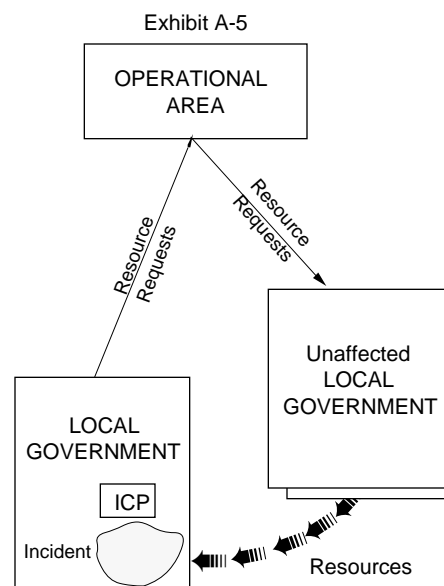 Exhibit A-5
OPERATIONAL
AREA
Resource
Requests
Resource
Requests
Unaffected
LOCAL
GOVERNMENT
LOCAL
GOVERNMENT
ICP
Incident
Resources